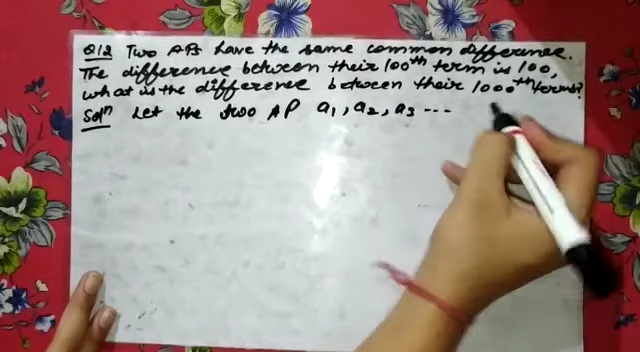 Q12 Two APs have the same common difference.
The difference between their 100th term is 100,
what is the difference between their 1000th terms?
Soln Let the two AP a1, a2, a3 ---